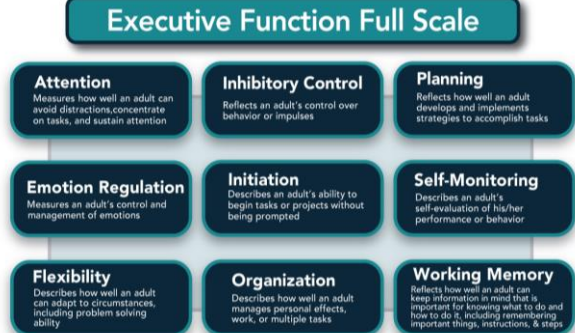 Executive Function Full Scale
Attention
Measures how well an adult can
avoid distractions,concentrate
on tasks, and sustain attention
Inhibitory Control
Reflects an adult's control over
behavior or impulses
Planning
Reflects how well an adult
develops and implements
strategies to accomplish tasks
Emotion Regulation
Measures an adult's control and
management of emotions
Initiation
Describes an adult's ability to
begin tasks or projects without
being prompted
Self-Monitoring
Describes an adult's
self-evaluation of his/her
performance or behavior
Flexibility
Describes how well an adult
can adapt to circumstances,
including problem solving
ability
Organization
Describes how well an adult
manages personal effects,
work, or multiple tasks
Working Memory
Reflects how well an adult can
keep information in mind that is
important for knowing what to do and
how to do it, including remembering
important things, instructions, & steps